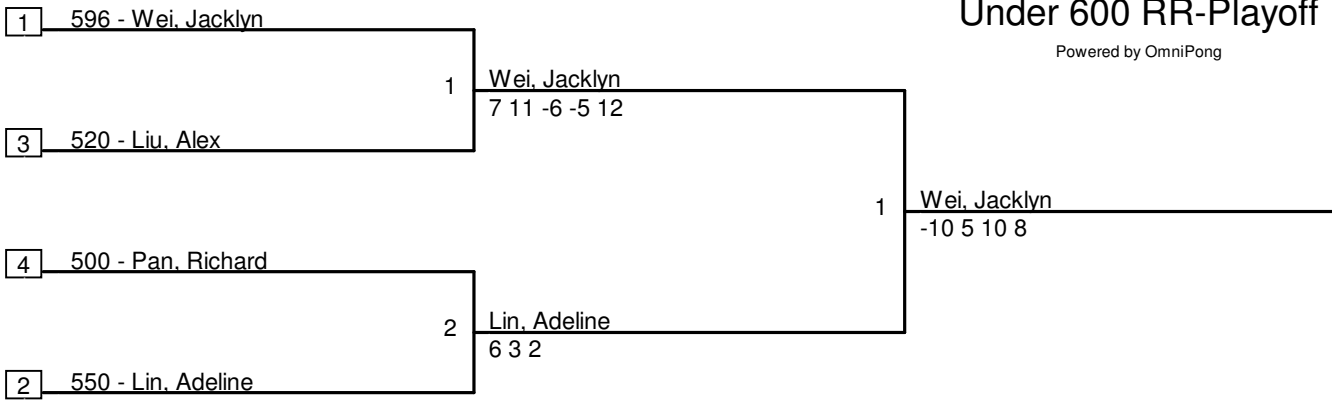 Under 600 RR-Playoff
Powered by OmniPong
1 596 - Wei, Jacklyn
1 Wei, Jacklyn
7 11 -6 -5 12
3 520 - Liu, Alex
1 Wei, Jacklyn
-10 5 10 8
4 500 - Pan, Richard
2 Lin, Adeline
6 3 2
2 550 - Lin, Adeline